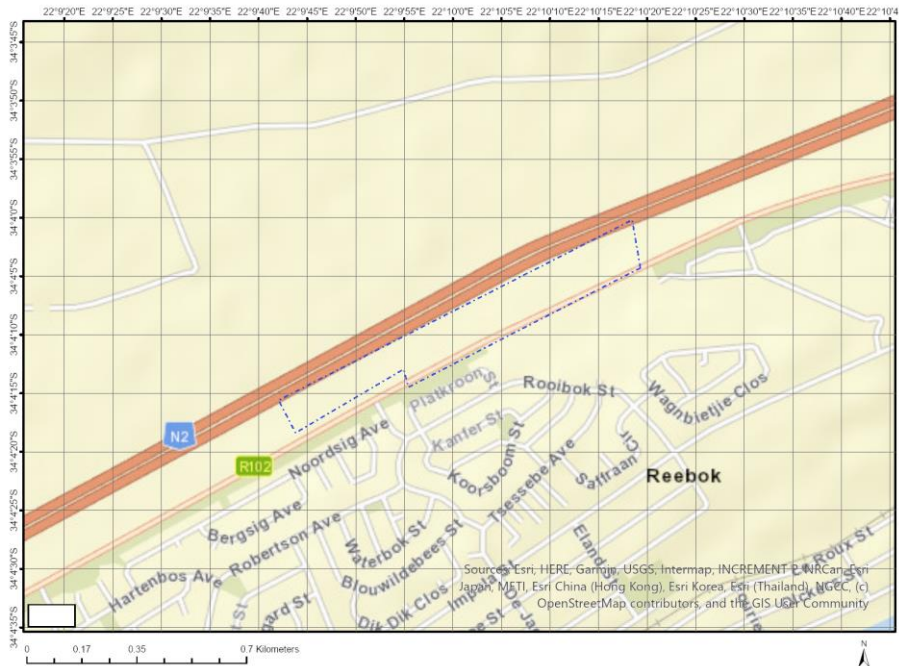 22°9'20"E 22°9'25"E 22°9'30"E 22°9'35"E 22°9'40"E 22°9'45"E 22°9'50"E 22°9'55"E 22°10'0"E 22°10'5"E 22°10'10"E 22°10'15"E 22°10'20"E 22°10'25"E 22°10'30"E 22°10'35"E 22°10'40"E 22°10'4
34°3'45"S
34°3'50"S
34°3'55"S
34°4'0"S
34°4'5"S
34°4'10"S
34°4'15"S
34°4'20"S
34°4'25"S
34°4'30"S
34°4'35"S
Platkroon St
Rooibok St
Wagnbietjie Clos
N2
Noordsig Ave
Kanfer St
R102
Koorsboom St
Tsessebe Ave
Saffraan Cir
Reebok
Bergsig Ave
Robertson Ave
Waterbok St
Hartenbos Ave
Blouwildebees St
Eland St
Roux St
Dik Dik Clos
Sources: Esri, HERE, Garmin, USGS, Intermap, INCREMENT P, NRCan, Esri
Japan, METI, Esri China (Hong Kong), Esri Korea, Esri (Thailand), NGCC, (c)
OpenStreetMap contributors, and the GIS User Community
0 0.17 0.35 0.7 Kilometers
N